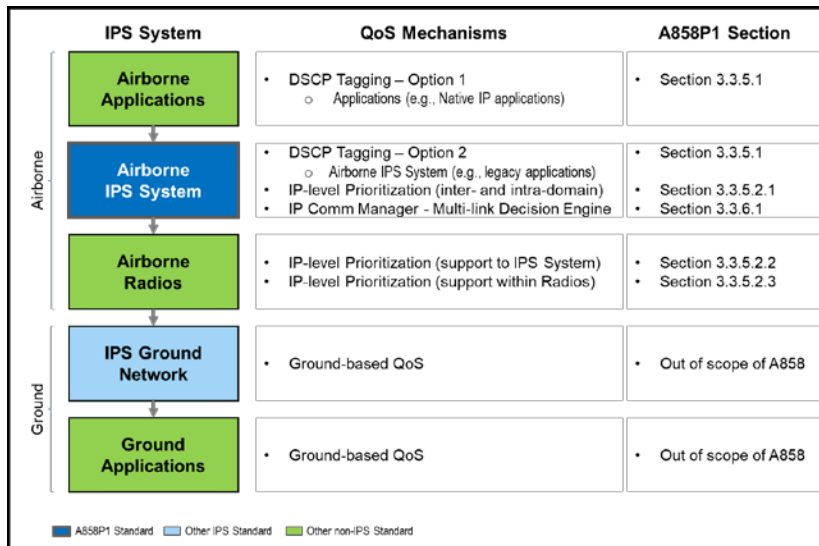 IPS System
QoS Mechanisms
A858P1 Section
Airborne
Airborne
Applications
• DSCP Tagging – Option 1
o Applications (e.g., Native IP applications)
• Section 3.3.5.1
Airborne
IPS System
• DSCP Tagging – Option 2
o Airborne IPS System (e.g., legacy applications)
• IP-level Prioritization (inter- and intra-domain)
• IP Comm Manager - Multi-link Decision Engine
• Section 3.3.5.1
• Section 3.3.5.2.1
• Section 3.3.6.1
Airborne
Radios
• IP-level Prioritization (support to IPS System)
• IP-level Prioritization (support within Radios)
• Section 3.3.5.2.2
• Section 3.3.5.2.3
Ground
IPS Ground
Network
• Ground-based QoS
• Out of scope of A858
Ground
Applications
• Ground-based QoS
• Out of scope of A858
A858P1 Standard
Other IPS Standard
Other non-IPS Standard